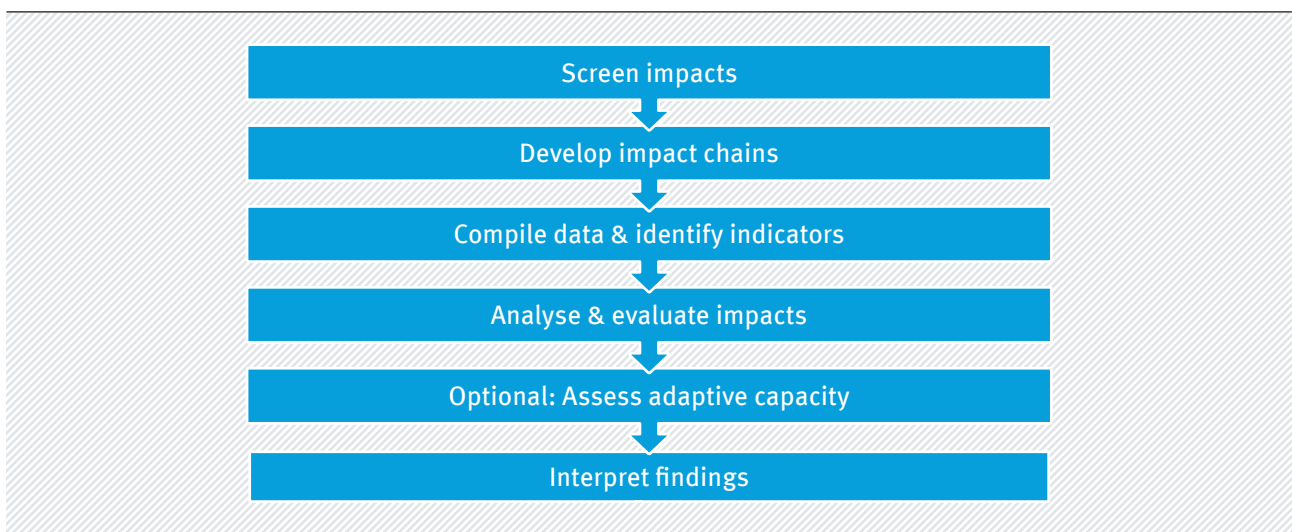 Screen impacts
Develop impact chains
Compile data & identify indicators
Analyse & evaluate impacts
Optional: Assess adaptive capacity
Interpret findings